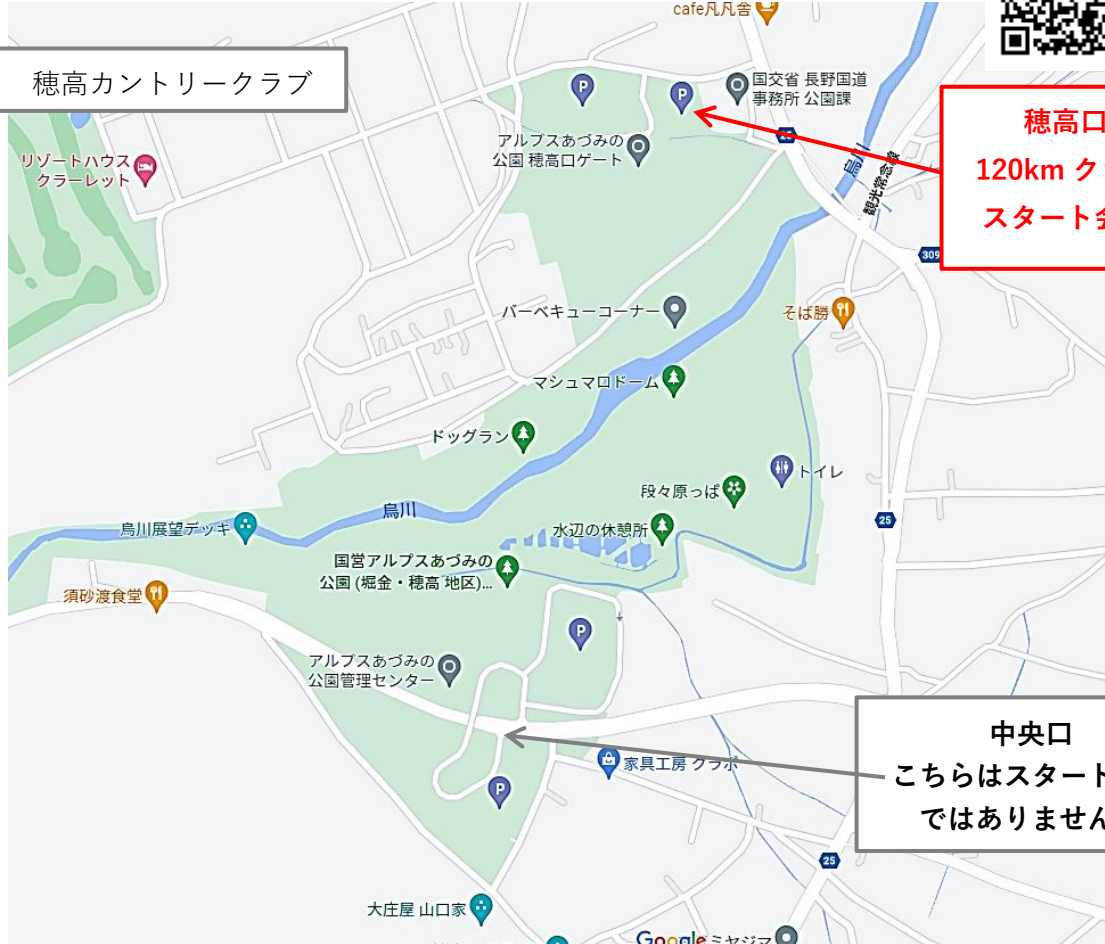 cafe凡凡舎
穂高カントリークラブ
P
P
国交省 長野国道
事務所 公園課
穂高口
120km ク
スタート会
アルプスあづみの
公園 穂高口ゲート
リゾートハウス
クラーレット
烏川
観光常念線
309
バーベキューコーナー
そば勝
マシュマロドーム
ドッグラン
トイレ
段々原っぱ
25
烏川
烏川展望デッキ
水辺の休憩所
国営アルプスあづみの
公園 (堀金・穂高 地区)...
須砂渡食堂
P
アルプスあづみの
公園管理センター
中央口
こちらはスタート
ではありません
家具工房 クラポ
P
25
大庄屋 山口家
Google
ミヤジマ